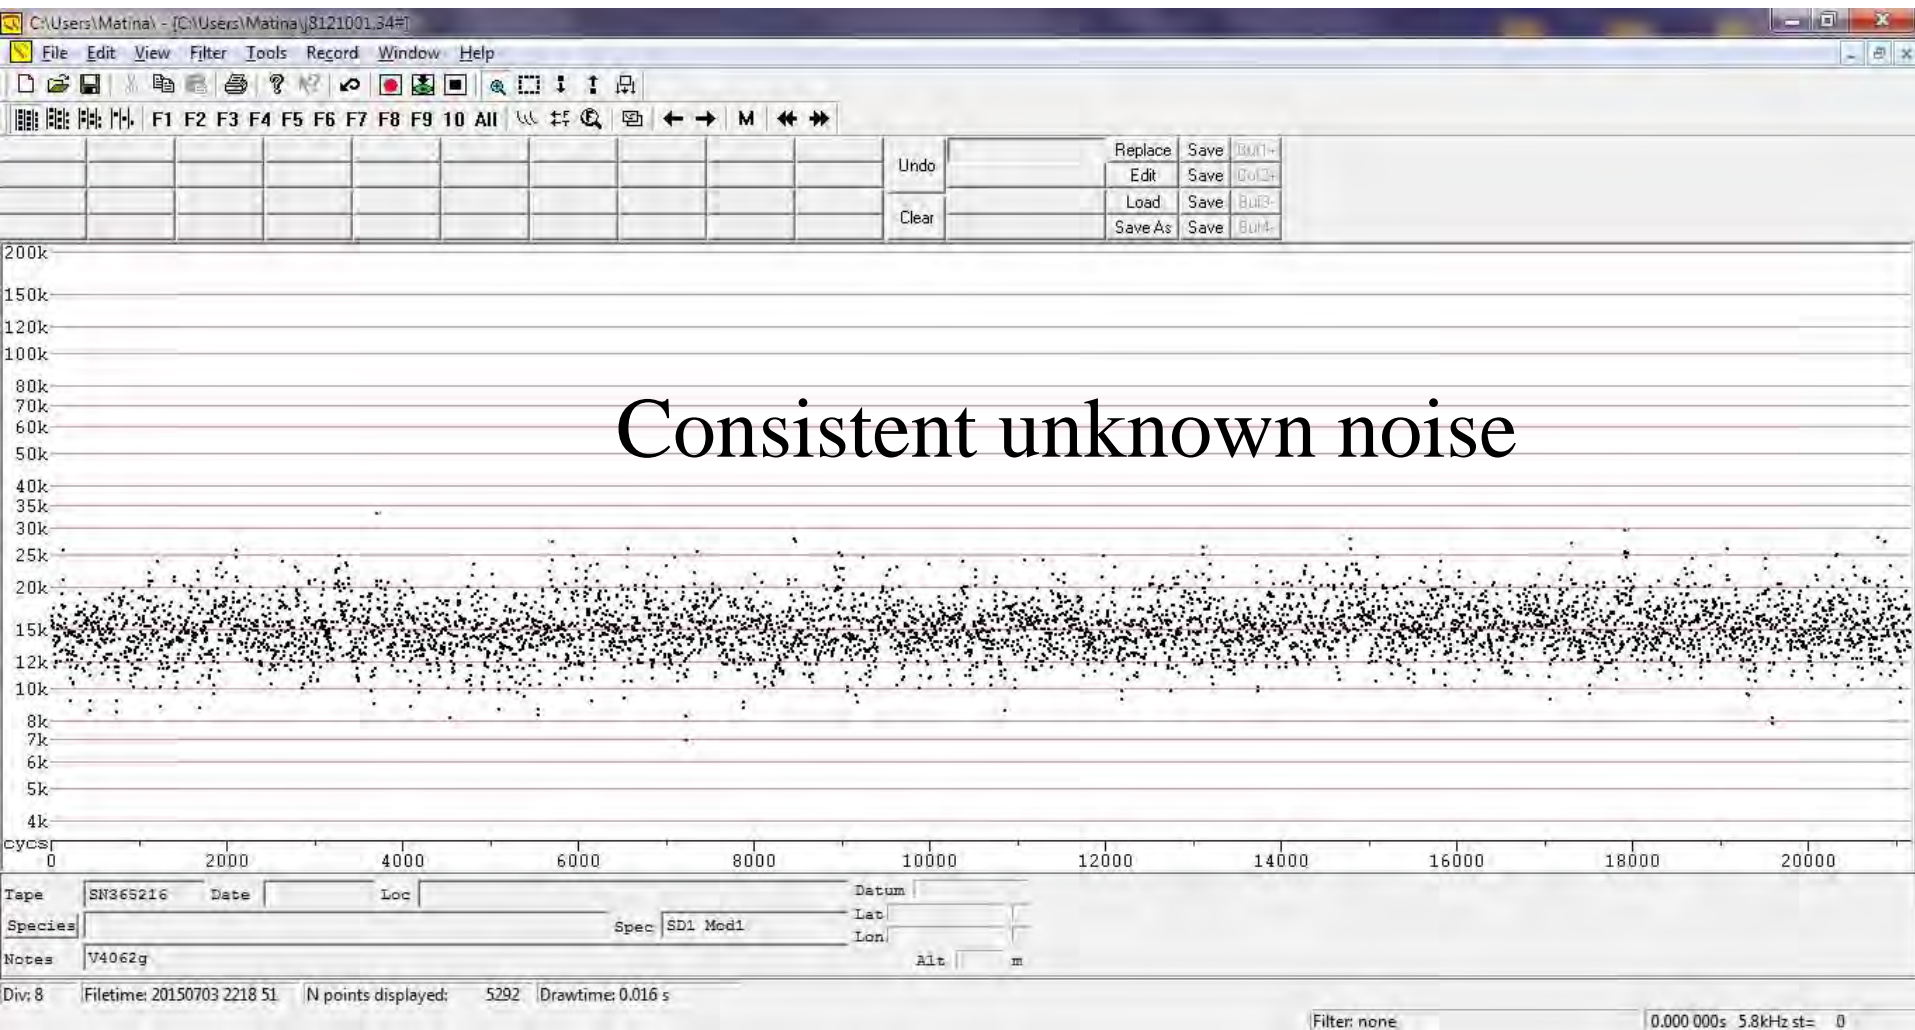 C:\Users\Matina\ - [C:\Users\Matina\j8121001.34#]
File Edit View Filter Tools Record Window Help
F1 F2 F3 F4 F5 F6 F7 F8 F9 10 All M
Undo Replace Save
Edit Save
Clear Load Save
Save As Save
200k
150k
120k
100k
80k
70k
60k
50k
40k
35k
30k
25k
20k
15k
12k
10k
8k
7k
6k
5k
4k
Consistent unknown noise
cycs
0 2000 4000 6000 8000 10000 12000 14000 16000 18000 20000
Tape SN365216 Date Loc Datum
Species Spec SD1 Mod1 Lat
Lon
Notes V4062g Alt m
Div: 8 Filetime: 20150703 2218 51 N points displayed: 5292 Drawtime: 0.016 s
Filter: none 0.000 000s 5.8kHz st= 0